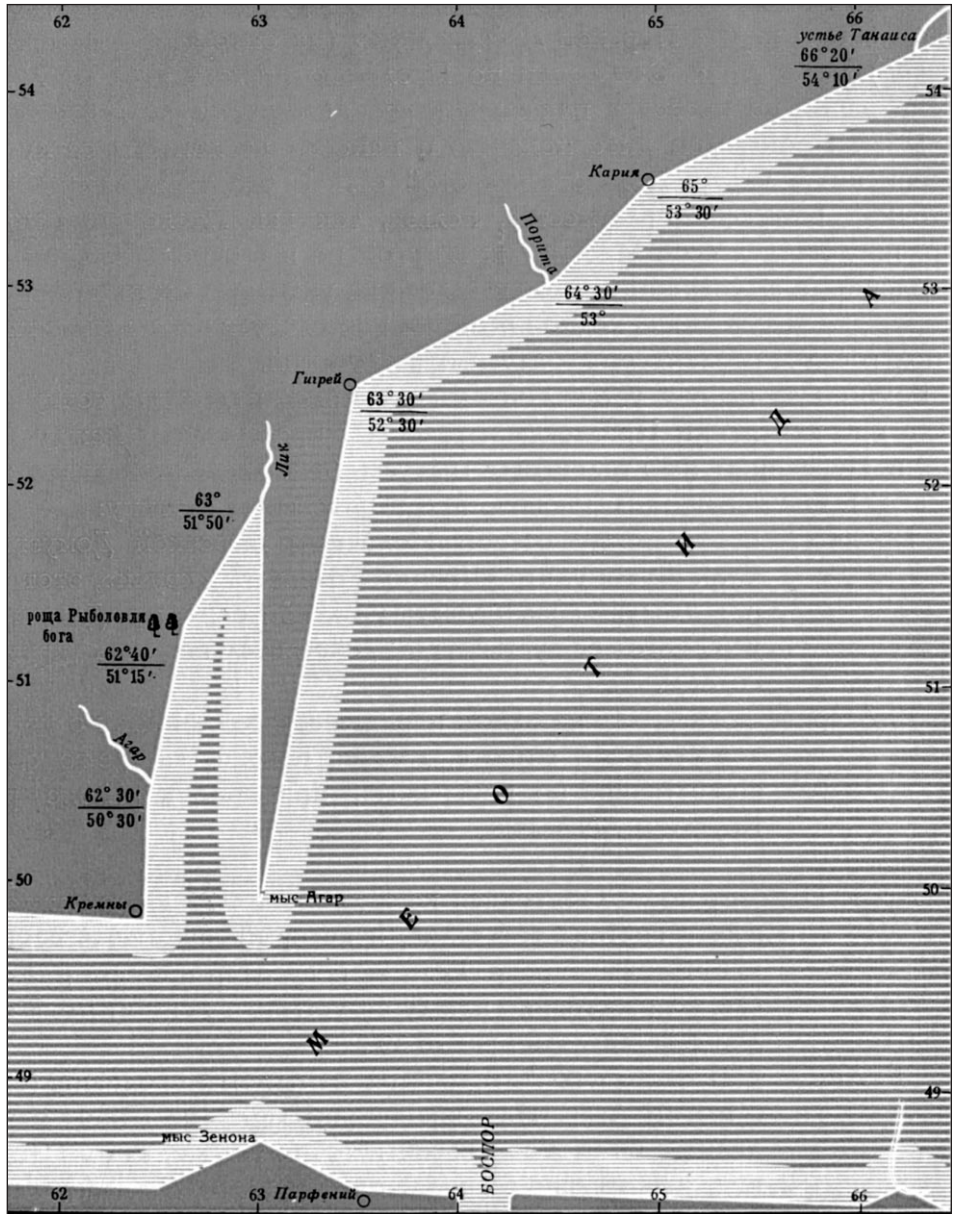 62 63 64 65 66
устье Танаиса
66°20′
54°10′
54 54
Кария
65°
53°30′
Порита
53 53
64°30′
53°
А
Гигрей
63°30′
52°30′
Д
Лик
52 52
63°
51°50′
И
роща Рыболовля
бога
62°40′
51°15′
Т
51 51
Агар
62°30′
50°30′
О
50 50
Кремны
мыс Агар
Е
М
49 49
мыс Зенона
БОСПОР
Парфений
62 63 64 65 66